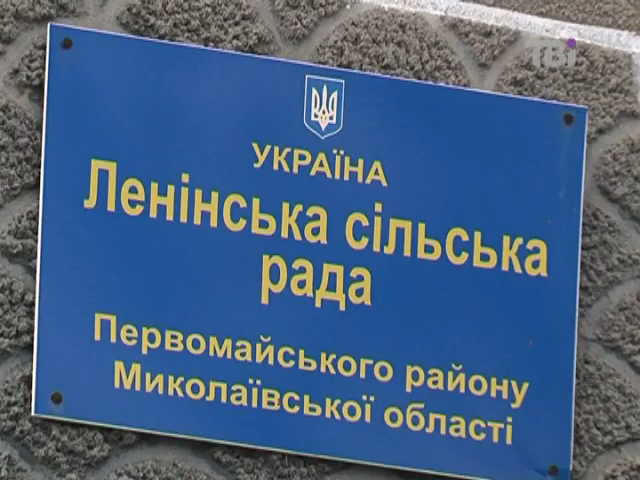 ТВі
УКРАЇНА
Ленінська сільська
рада
Первомайського району
Миколаївської області